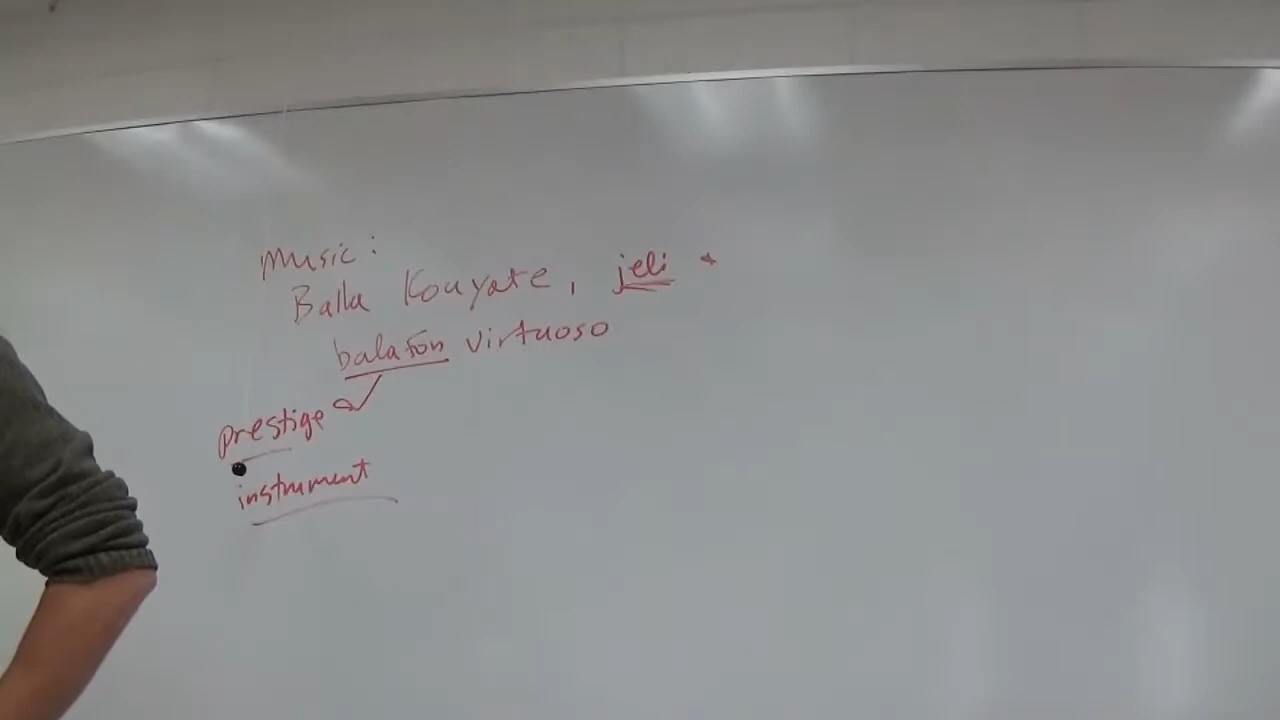 Music:
Balla Kouyate, jeli *
balafon virtuoso
prestige
instrument